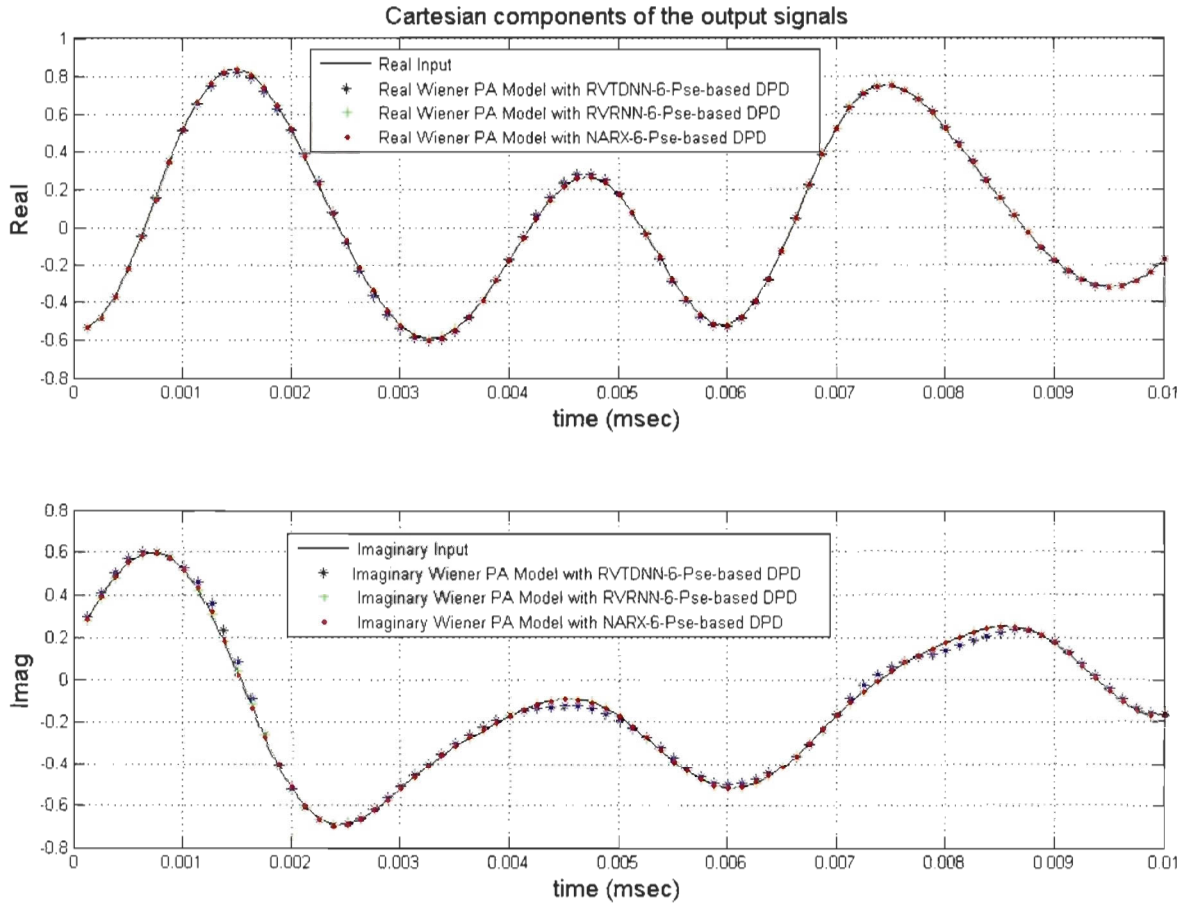 Cartesian components of the output signals
1
0.8
0.6
0.4
0.2
0
-0.2
-0.4
-0.6
-0.8
Real
Real Input
Real Wiener PA Model with RVTDNN-6-Pse-based DPD
Real Wiener PA Model with RVRNN-6-Pse-based DPD
Real Wiener PA Model with NARX-6-Pse-based DPD
0 0.001 0.002 0.003 0.004 0.005 0.006 0.007 0.008 0.009 0.01
time (msec)
0.8
0.6
0.4
0.2
0
-0.2
-0.4
-0.6
-0.8
Imag
Imaginary Input
Imaginary Wiener PA Model with RVTDNN-6-Pse-based DPD
Imaginary Wiener PA Model with RVRNN-6-Pse-based DPD
Imaginary Wiener PA Model with NARX-6-Pse-based DPD
0 0.001 0.002 0.003 0.004 0.005 0.006 0.007 0.008 0.009 0.01
time (msec)